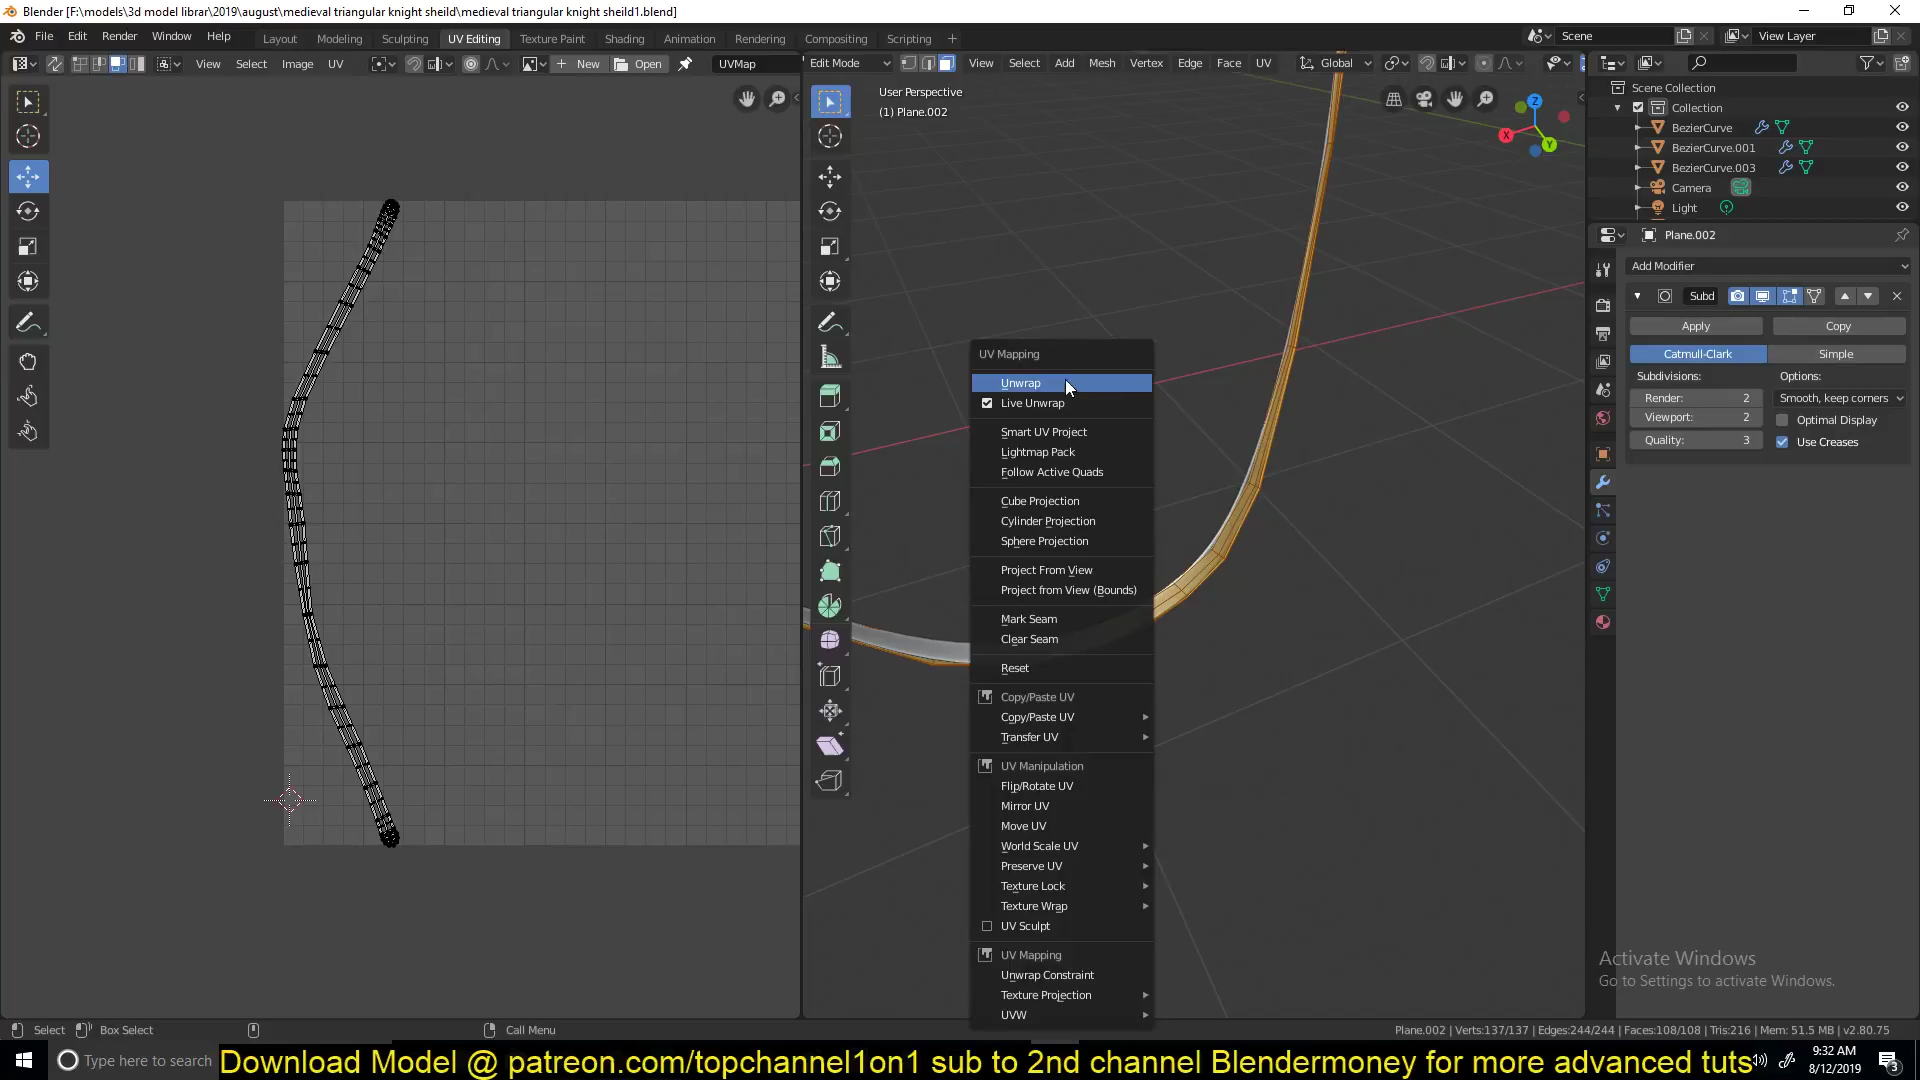 Blender [F:\models\3d model librar\2019\august\medieval triangular knight sheild\medieval triangular knight sheild1.blend]
File Edit Render Window Help
Layout Modeling Sculpting UV Editing Texture Paint Shading Animation Rendering Compositing Scripting +
Scene
View Layer
View Select Image UV
New Open
UVMap
Edit Mode
View Select Add Mesh Vertex Edge Face UV
Global
User Perspective
(1) Plane.002
X
Y
Z
UV Mapping
Unwrap
Live Unwrap
Smart UV Project
Lightmap Pack
Follow Active Quads
Cube Projection
Cylinder Projection
Sphere Projection
Project From View
Project from View (Bounds)
Mark Seam
Clear Seam
Reset
Copy/Paste UV
Copy/Paste UV
Transfer UV
UV Manipulation
Flip/Rotate UV
Mirror UV
Move UV
World Scale UV
Preserve UV
Texture Lock
Texture Wrap
UV Sculpt
UV Mapping
Unwrap Constraint
Texture Projection
UVW
Scene Collection
Collection
BezierCurve
BezierCurve.001
BezierCurve.003
Camera
Light
Plane.002
Add Modifier
Subd
Apply Copy
Catmull-Clark Simple
Subdivisions: Options:
Render: 2 Smooth, keep corners
Viewport: 2 Optimal Display
Quality: 3 Use Creases
Activate Windows
Go to Settings to activate Windows.
Select Box Select Call Menu
Plane.002 | Verts:137/137 | Edges:244/244 | Faces:108/108 | Tris:216 | Mem: 51.5 MB | v2.80.75
Type here to search
Download Model @ patreon.com/topchannel1on1 sub to 2nd channel Blendermoney for more advanced tuts
9:32 AM
8/12/2019
3